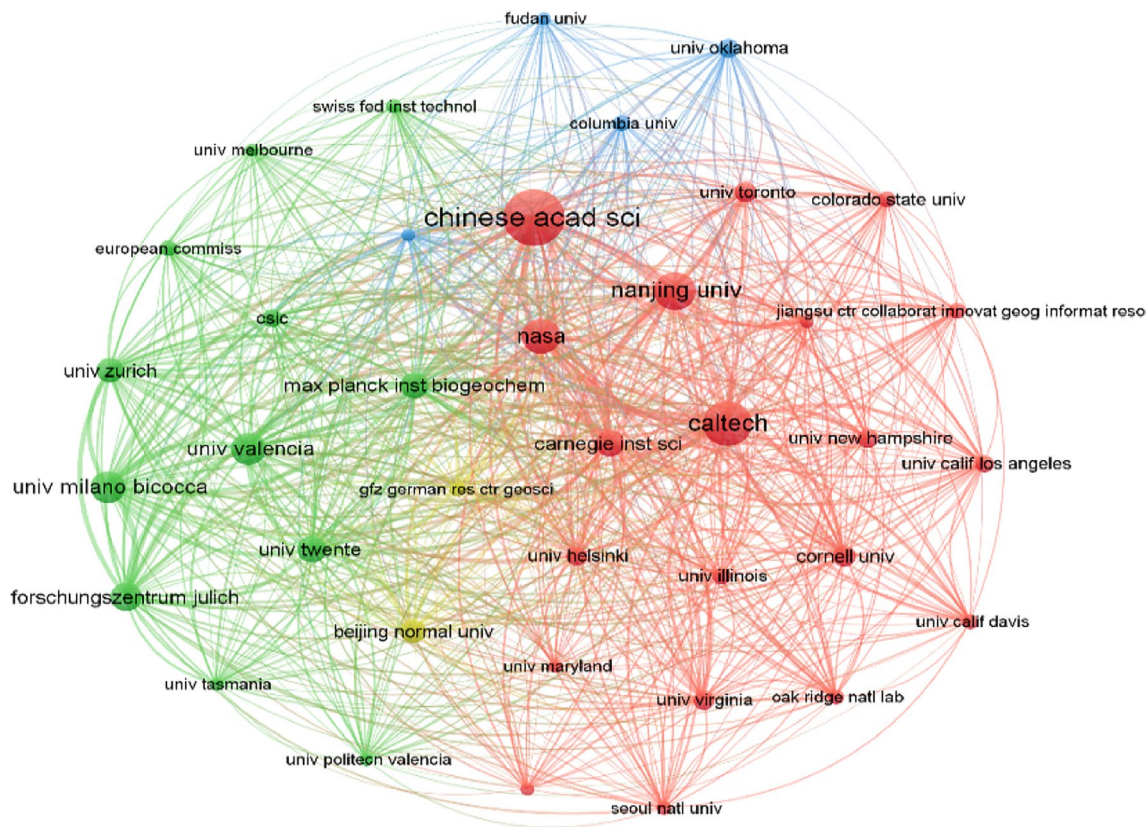 fudan univ
univ oklahoma
swiss fed inst technol
columbia univ
univ melbourne
univ toronto
colorado state univ
chinese acad sci
european commiss
nanjing univ
jiangsu ctr collaborat innovat geog informat reso
csic
nasa
univ zurich
max planck inst biogeochem
caltech
univ valencia
carnegie inst sci
univ new hampshire
univ calif los angeles
univ milano bicocca
gfz german res ctr geosci
univ twente
univ helsinki
cornell univ
univ illinois
forschungszentrum julich
univ calif davis
beijing normal univ
univ maryland
univ tasmania
univ virginia
oak ridge natl lab
univ politecn valencia
seoul natl univ